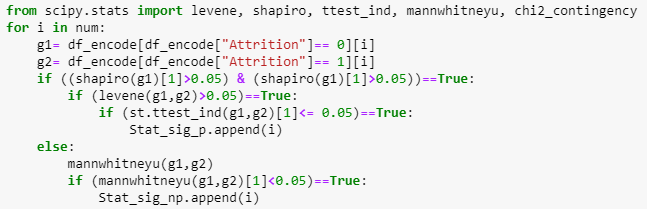 from scipy.stats import levene, shapiro, ttest_ind, mannwhitneyu, chi2_contingency
for i in num:
    g1= df_encode[df_encode["Attrition"]== 0][i]
    g2= df_encode[df_encode["Attrition"]== 1][i]
    if ((shapiro(g1)[1]>0.05) & (shapiro(g1)[1]>0.05))==True:
        if (levene(g1,g2)>0.05)==True:
            if (st.ttest_ind(g1,g2)[1]<= 0.05)==True:
                Stat_sig_p.append(i)
    else:
        mannwhitneyu(g1,g2)
        if (mannwhitneyu(g1,g2)[1]<0.05)==True:
            Stat_sig_np.append(i)